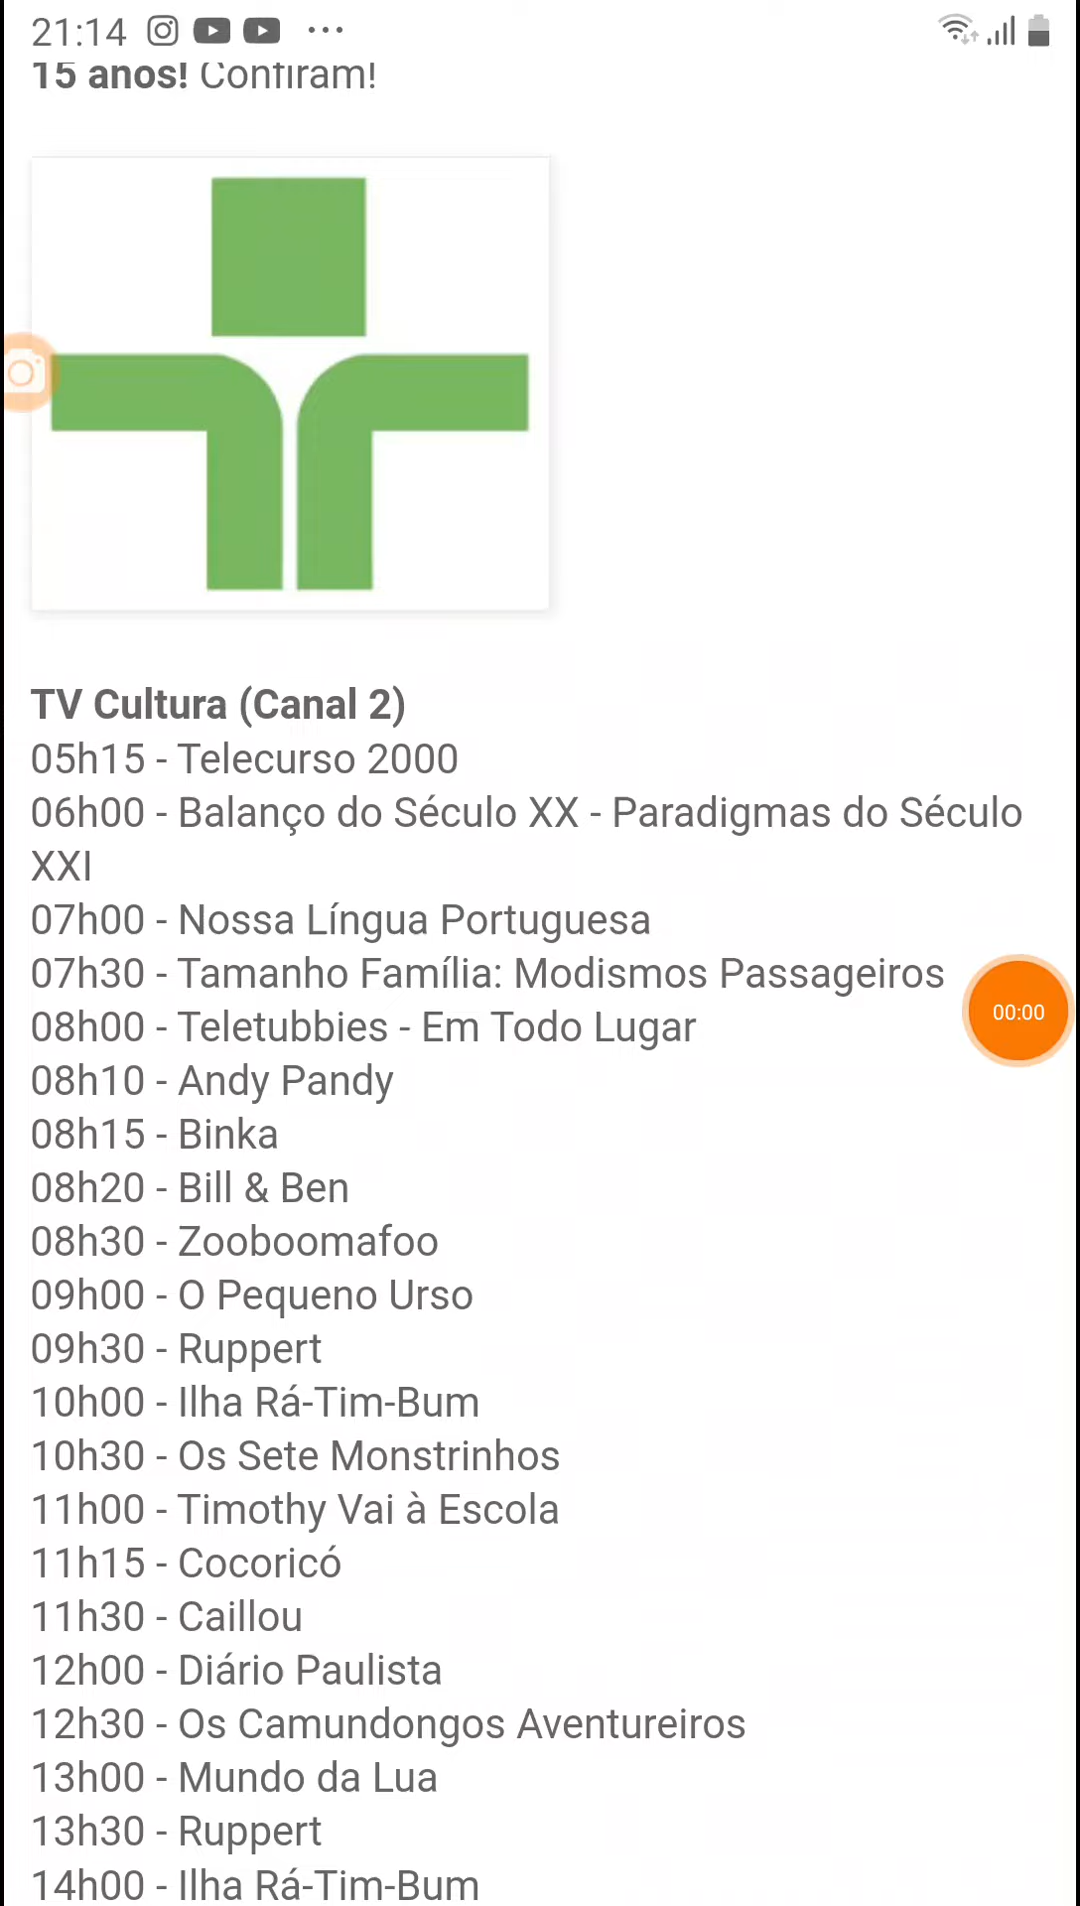 21:14
15 anos! Confiram!
TV Cultura (Canal 2)
05h15 - Telecurso 2000
06h00 - Balanço do Século XX - Paradigmas do Século
XXI
07h00 - Nossa Língua Portuguesa
07h30 - Tamanho Família: Modismos Passageiros
00:00
08h00 - Teletubbies - Em Todo Lugar
08h10 - Andy Pandy
08h15 - Binka
08h20 - Bill & Ben
08h30 - Zooboomafoo
09h00 - O Pequeno Urso
09h30 - Ruppert
10h00 - Ilha Rá-Tim-Bum
10h30 - Os Sete Monstrinhos
11h00 - Timothy Vai à Escola
11h15 - Cocoricó
11h30 - Caillou
12h00 - Diário Paulista
12h30 - Os Camundongos Aventureiros
13h00 - Mundo da Lua
13h30 - Ruppert
14h00 - Ilha Rá-Tim-Bum